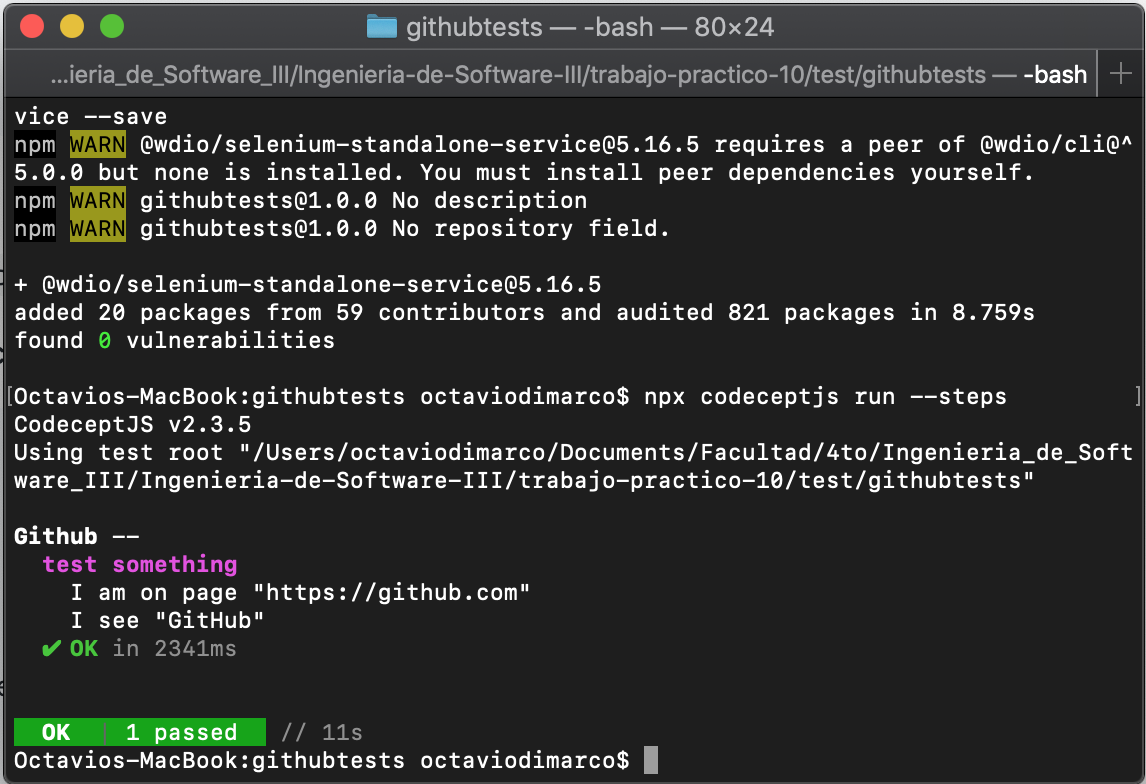 githubtests — -bash — 80×24
...ieria_de_Software_III/Ingenieria-de-Software-III/trabajo-practico-10/test/githubtests — -bash
vice --save
npm WARN @wdio/selenium-standalone-service@5.16.5 requires a peer of @wdio/cli@^
5.0.0 but none is installed. You must install peer dependencies yourself.
npm WARN githubtests@1.0.0 No description
npm WARN githubtests@1.0.0 No repository field.
+ @wdio/selenium-standalone-service@5.16.5
added 20 packages from 59 contributors and audited 821 packages in 8.759s
found 0 vulnerabilities
[Octavios-MacBook:githubtests octaviodimarco$ npx codeceptjs run --steps ]
CodeceptJS v2.3.5
Using test root "/Users/octaviodimarco/Documents/Facultad/4to/Ingenieria_de_Soft
ware_III/Ingenieria-de-Software-III/trabajo-practico-10/test/githubtests"
Github --
test something
I am on page "https://github.com"
I see "GitHub"
✔ OK in 2341ms
OK | 1 passed // 11s
Octavios-MacBook:githubtests octaviodimarco$